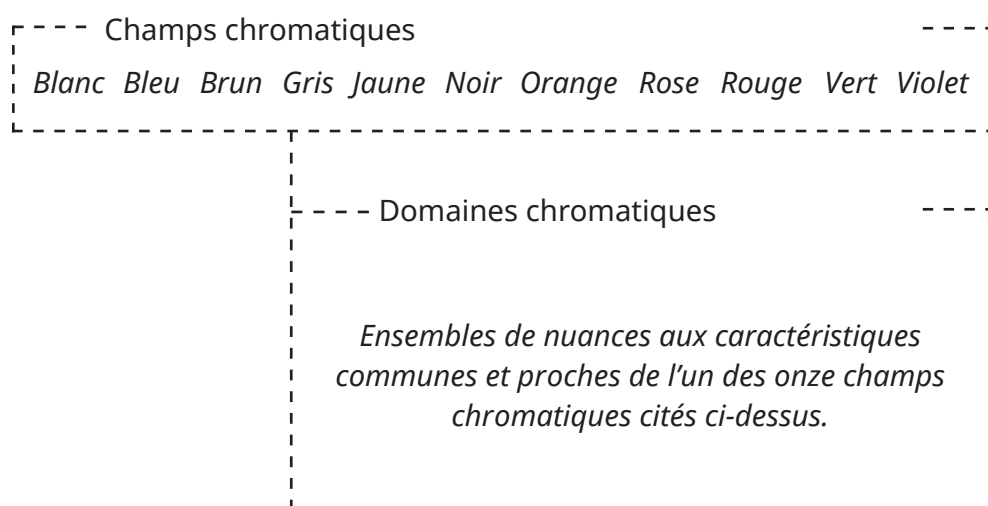 Champs chromatiques
Blanc Bleu Brun Gris Jaune Noir Orange Rose Rouge Vert Violet
Domaines chromatiques
Ensembles de nuances aux caractéristiques
communes et proches de l’un des onze champs
chromatiques cités ci-dessus.